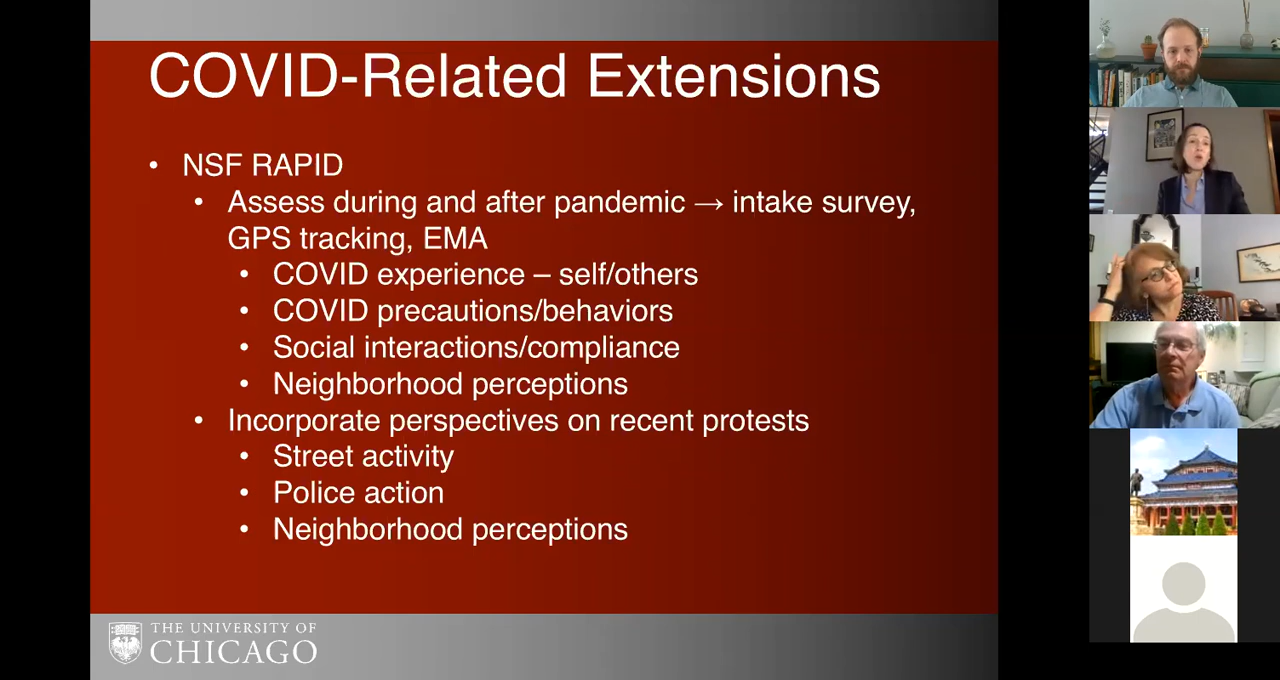 COVID-Related Extensions
• NSF RAPID
• Assess during and after pandemic → intake survey,
GPS tracking, EMA
• COVID experience – self/others
• COVID precautions/behaviors
• Social interactions/compliance
• Neighborhood perceptions
• Incorporate perspectives on recent protests
• Street activity
• Police action
• Neighborhood perceptions
THE UNIVERSITY OF
CHICAGO